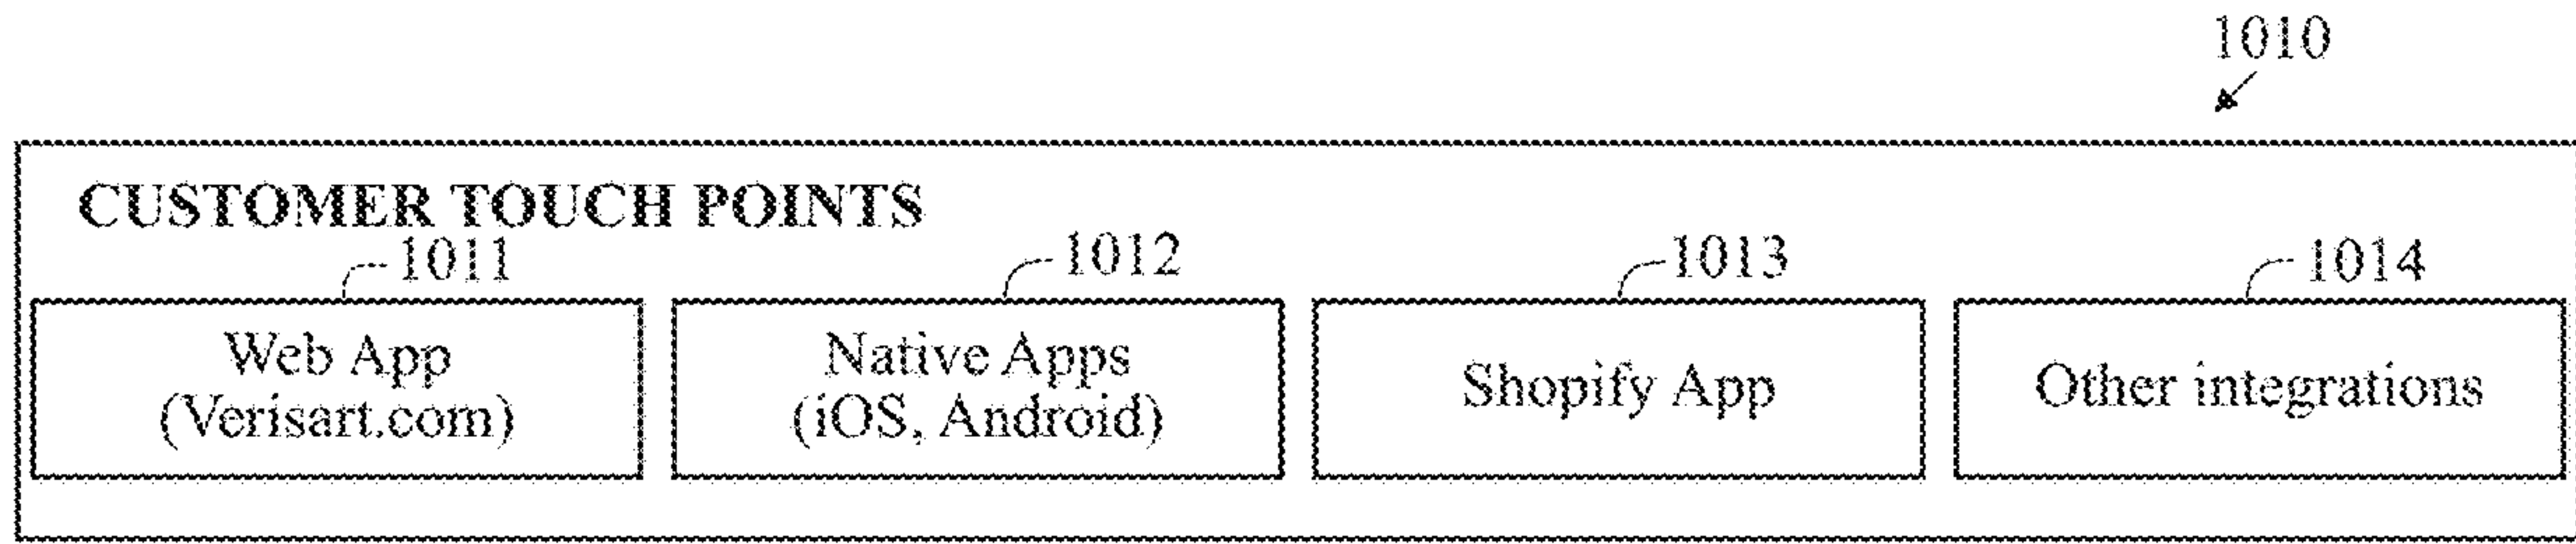 1010
CUSTOMER TOUCH POINTS
1011
1012
1013
1014
Web App
(Verisart.com)
Native Apps
(iOS, Android)
Shopify App
Other integrations